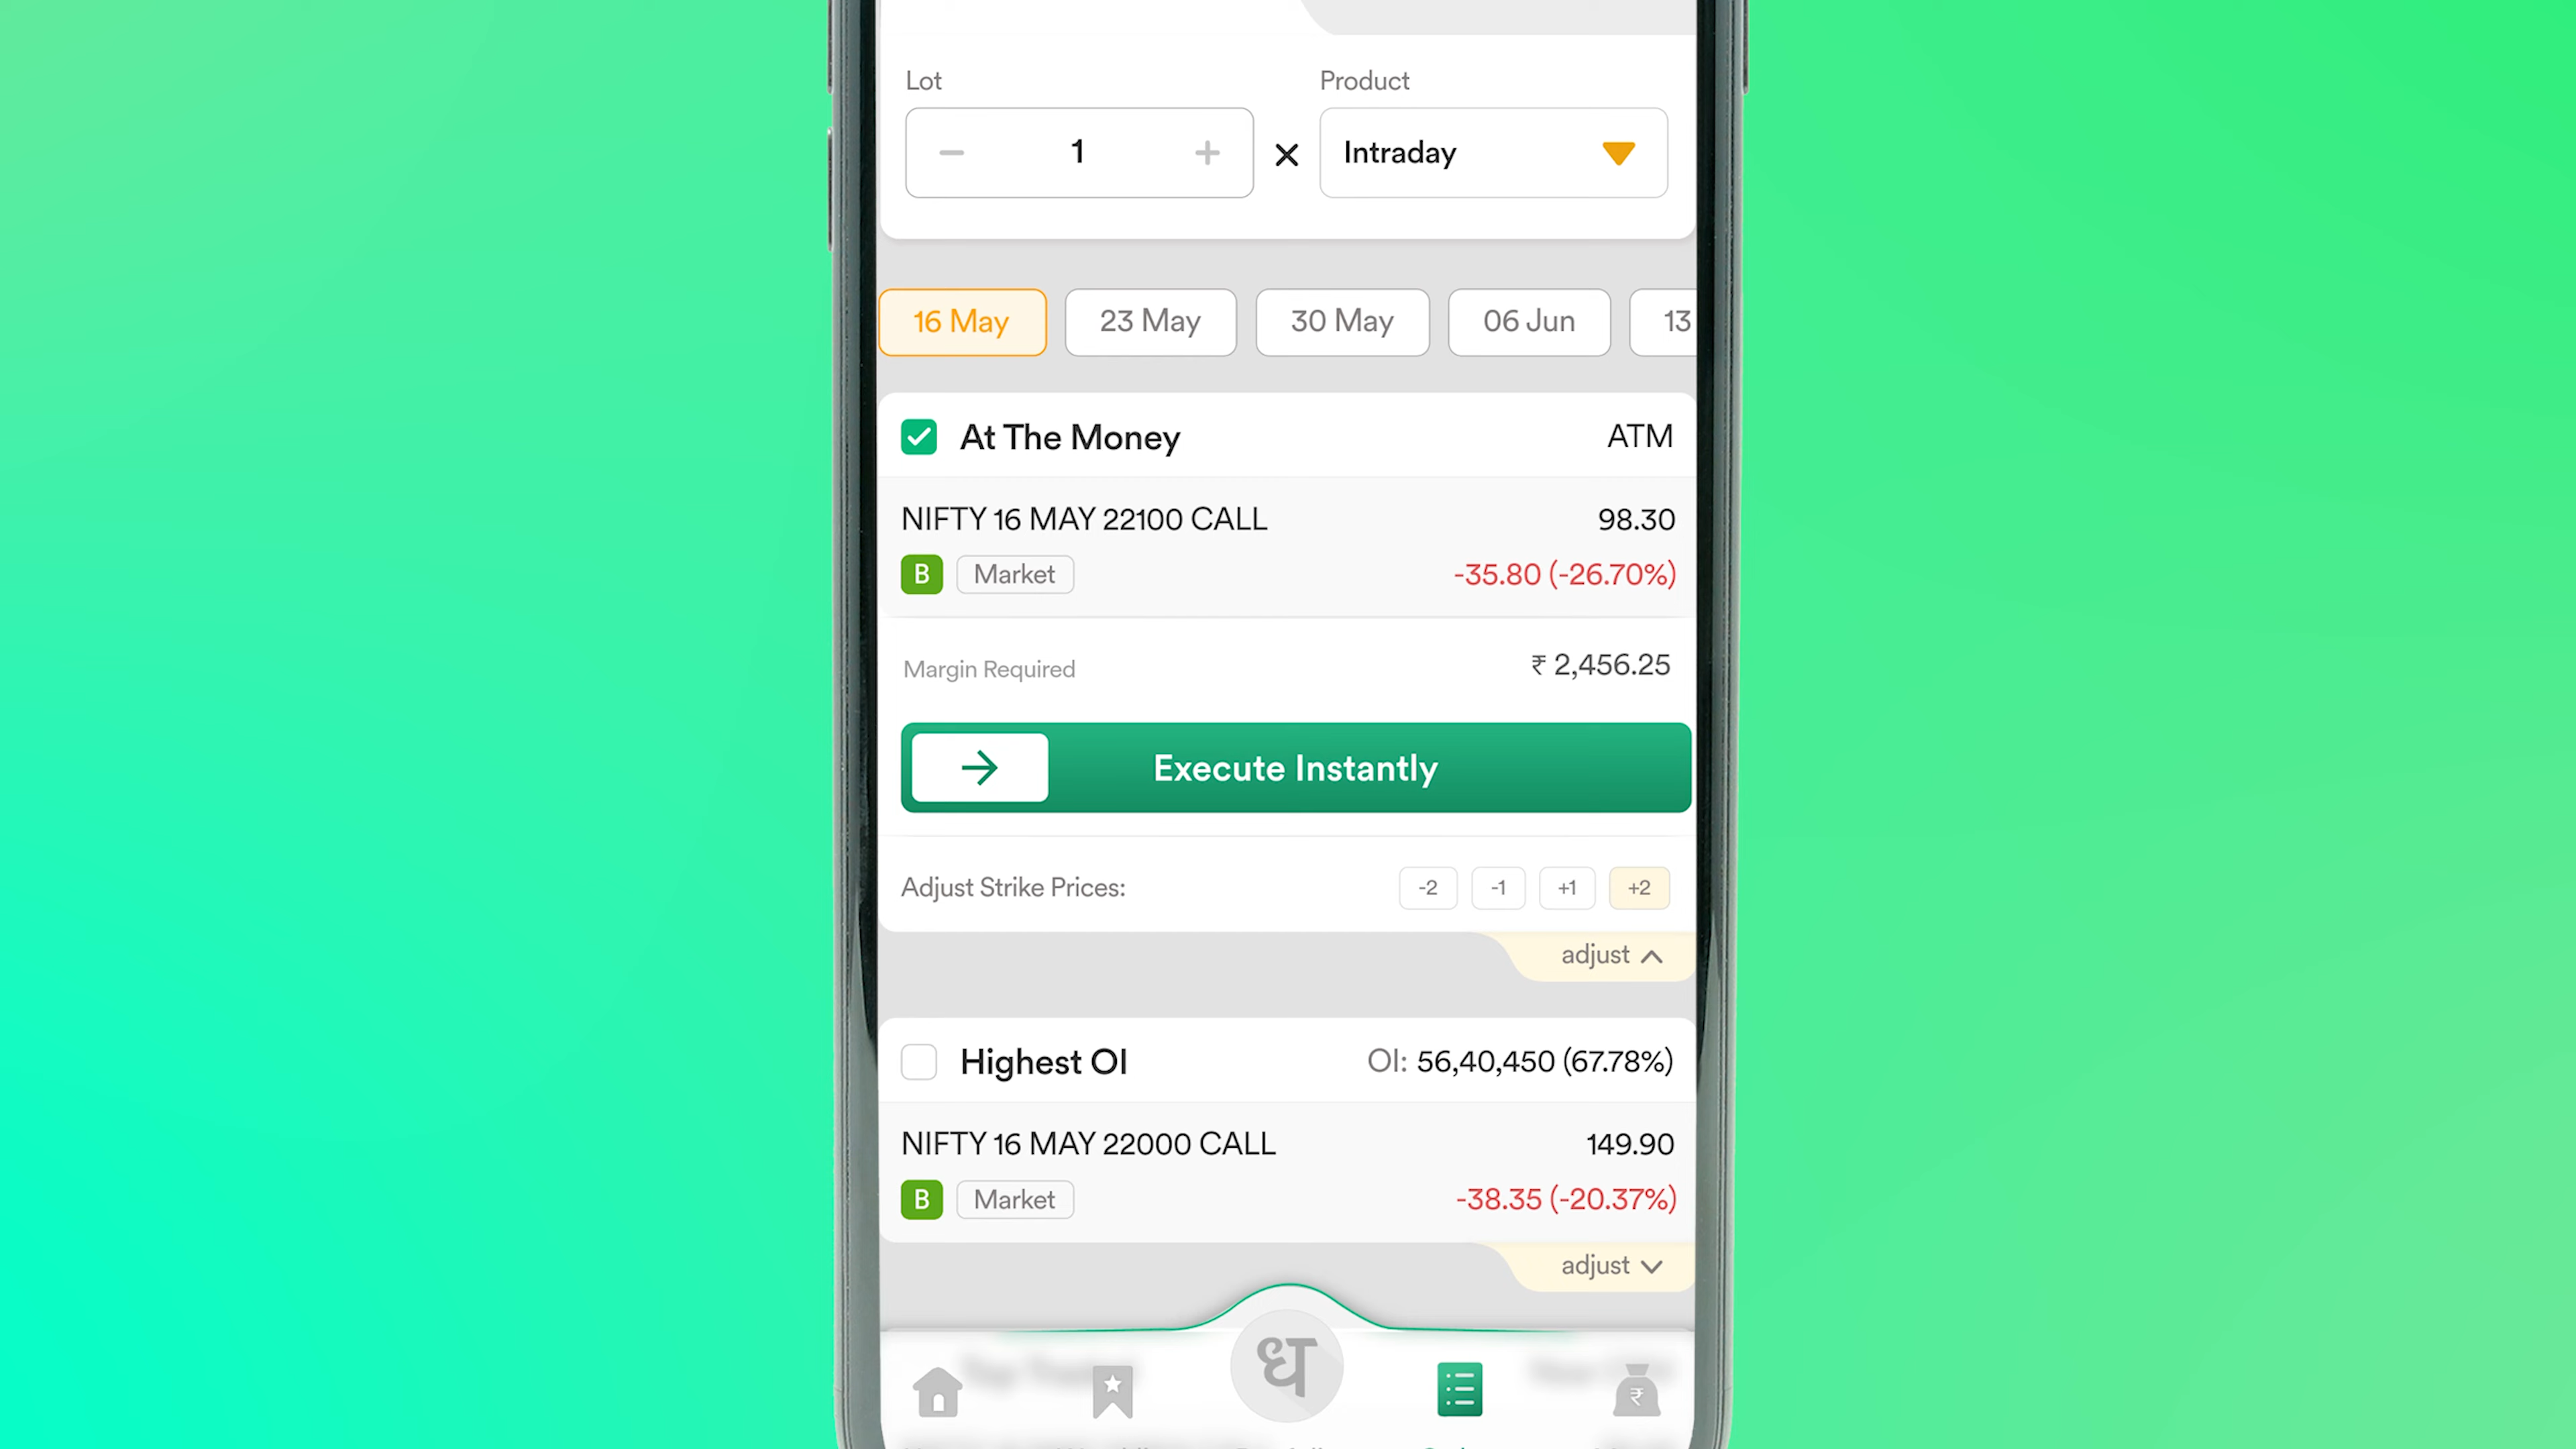 Lot Product
1 × Intraday
16 May 23 May 30 May 06 Jun 13
At The Money ATM
NIFTY 16 MAY 22100 CALL 98.30
B Market -35.80 (-26.70%)
Margin Required ₹ 2,456.25
→ Execute Instantly
Adjust Strike Prices: -2 -1 +1 +2
adjust
Highest OI OI: 56,40,450 (67.78%)
NIFTY 16 MAY 22000 CALL 149.90
B Market -38.35 (-20.37%)
adjust
ध
₹